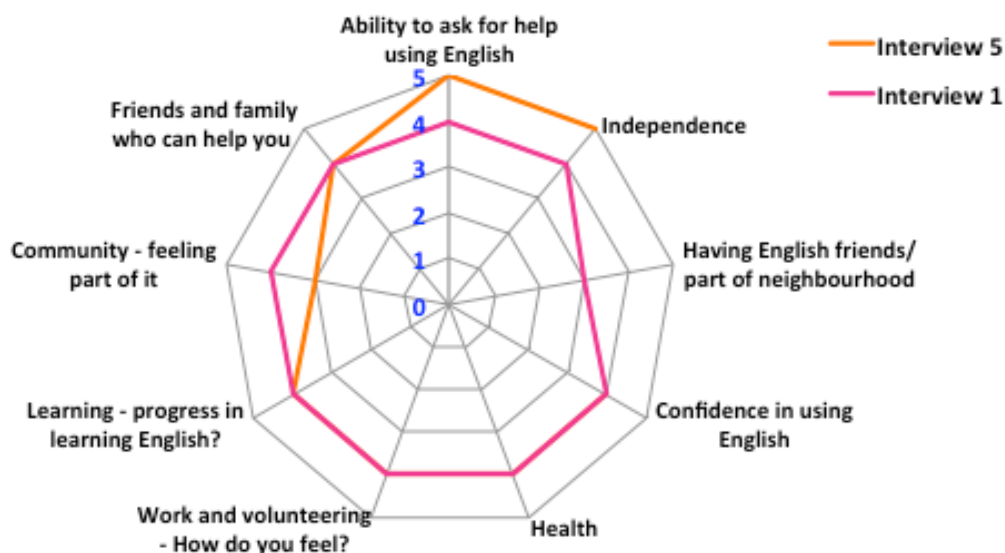 Ability to ask for help
using English
Interview 5
Interview 1
Friends and family
who can help you
Independence
5
4
3
2
1
0
Community - feeling
part of it
Having English friends/
part of neighbourhood
Learning - progress in
learning English?
Confidence in using
English
Work and volunteering
- How do you feel?
Health